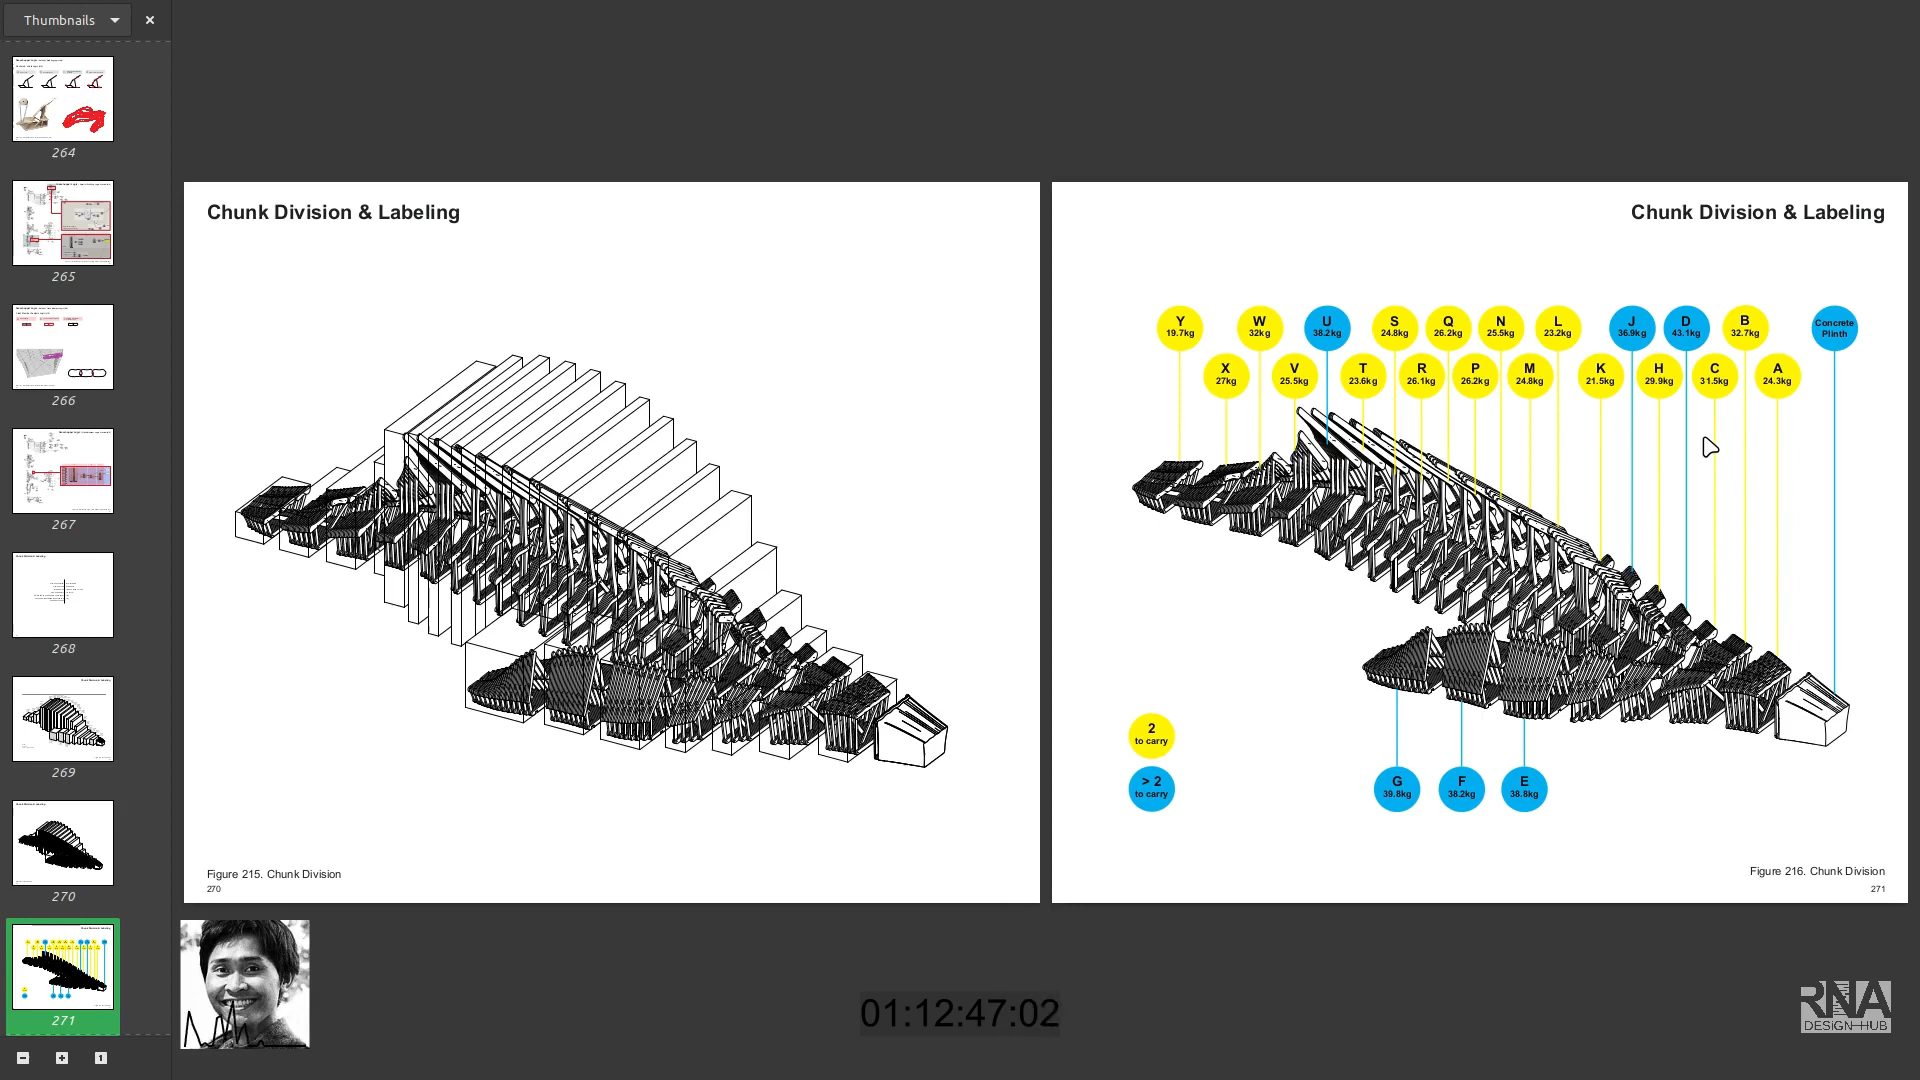 Thumbnails
264
265
266
267
268
269
270
271
Chunk Division & Labeling
Figure 215. Chunk Division
270
Chunk Division & Labeling
Y
19.7kg
W
32kg
U
38.2kg
S
24.8kg
Q
26.2kg
N
25.5kg
L
23.2kg
J
36.9kg
D
43.1kg
B
32.7kg
Concrete
Plinth
X
27kg
V
25.5kg
T
23.6kg
R
26.1kg
P
26.2kg
M
24.8kg
K
21.5kg
H
29.9kg
C
31.5kg
A
24.3kg
2
to carry
> 2
to carry
G
39.8kg
F
38.2kg
E
38.8kg
Figure 216. Chunk Division
271
01:12:47:02
RNA
DESIGN-HUB